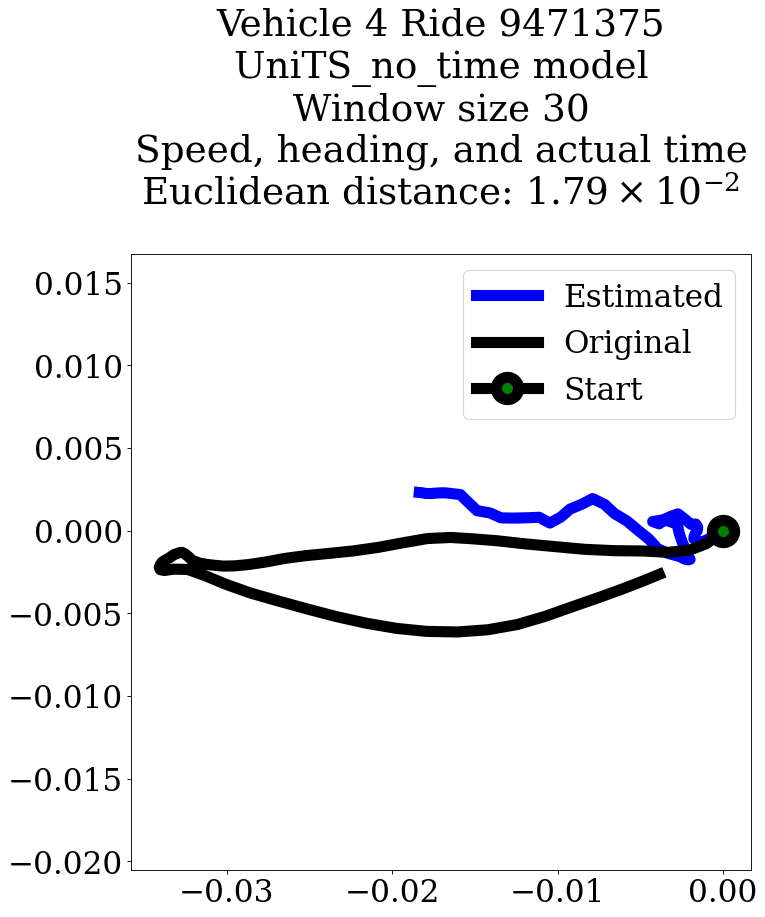 Vehicle 4 Ride 9471375
UniTS_no_time model
Window size 30
Speed, heading, and actual time
Euclidean distance: 1.79 × 10⁻²
Estimated
Original
Start
0.015
0.010
0.005
0.000
−0.005
−0.010
−0.015
−0.020
−0.03
−0.02
−0.01
0.00